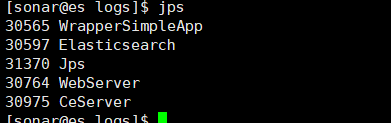 [sonar@es logs]$ jps
30565 WrapperSimpleApp
30597 Elasticsearch
31370 Jps
30764 WebServer
30975 CeServer
[sonar@es logs]$